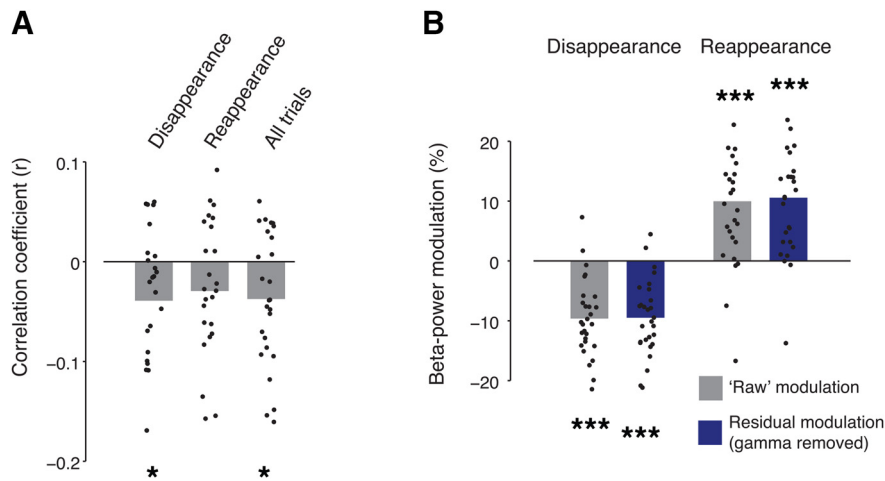 A
B
Disappearance
Reappearance
All trials
Disappearance Reappearance
Correlation coefficient (r)
0.1
0
−0.1
−0.2
*
*
Beta-power modulation (%)
20
10
0
−10
−20
***
***
***
***
‘Raw’ modulation
Residual modulation
(gamma removed)